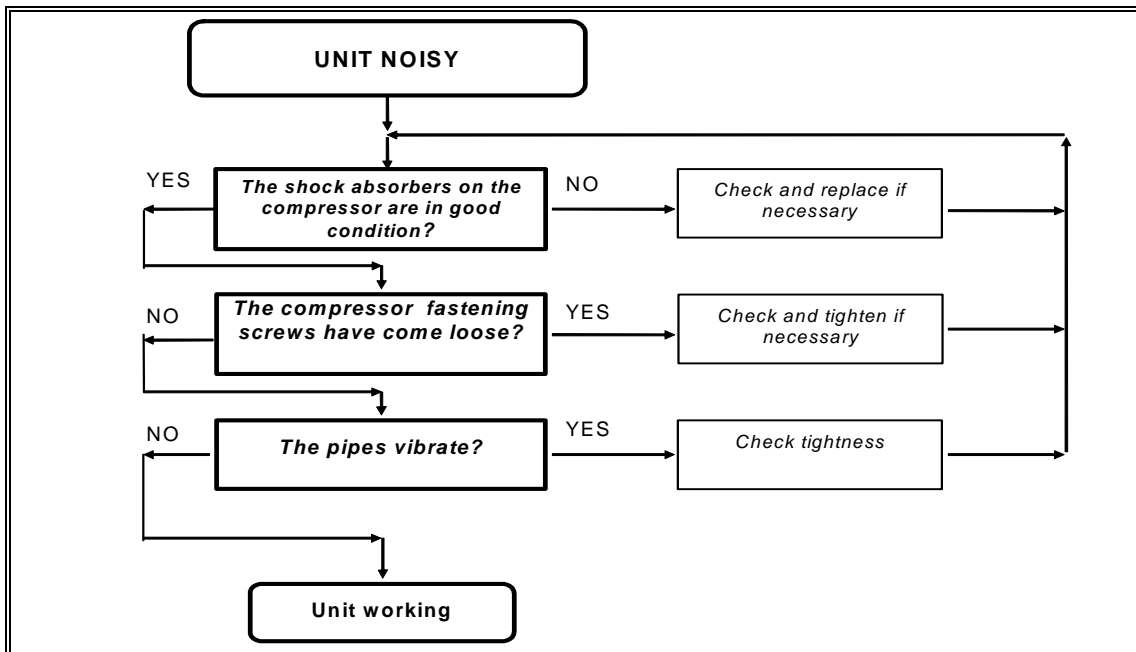 UNIT NOISY
YES
The shock absorbers on the
compressor are in good
condition?
NO
Check and replace if
necessary
NO
The compressor fastening
screws have come loose?
YES
Check and tighten if
necessary
NO
The pipes vibrate?
YES
Check tightness
Unit working